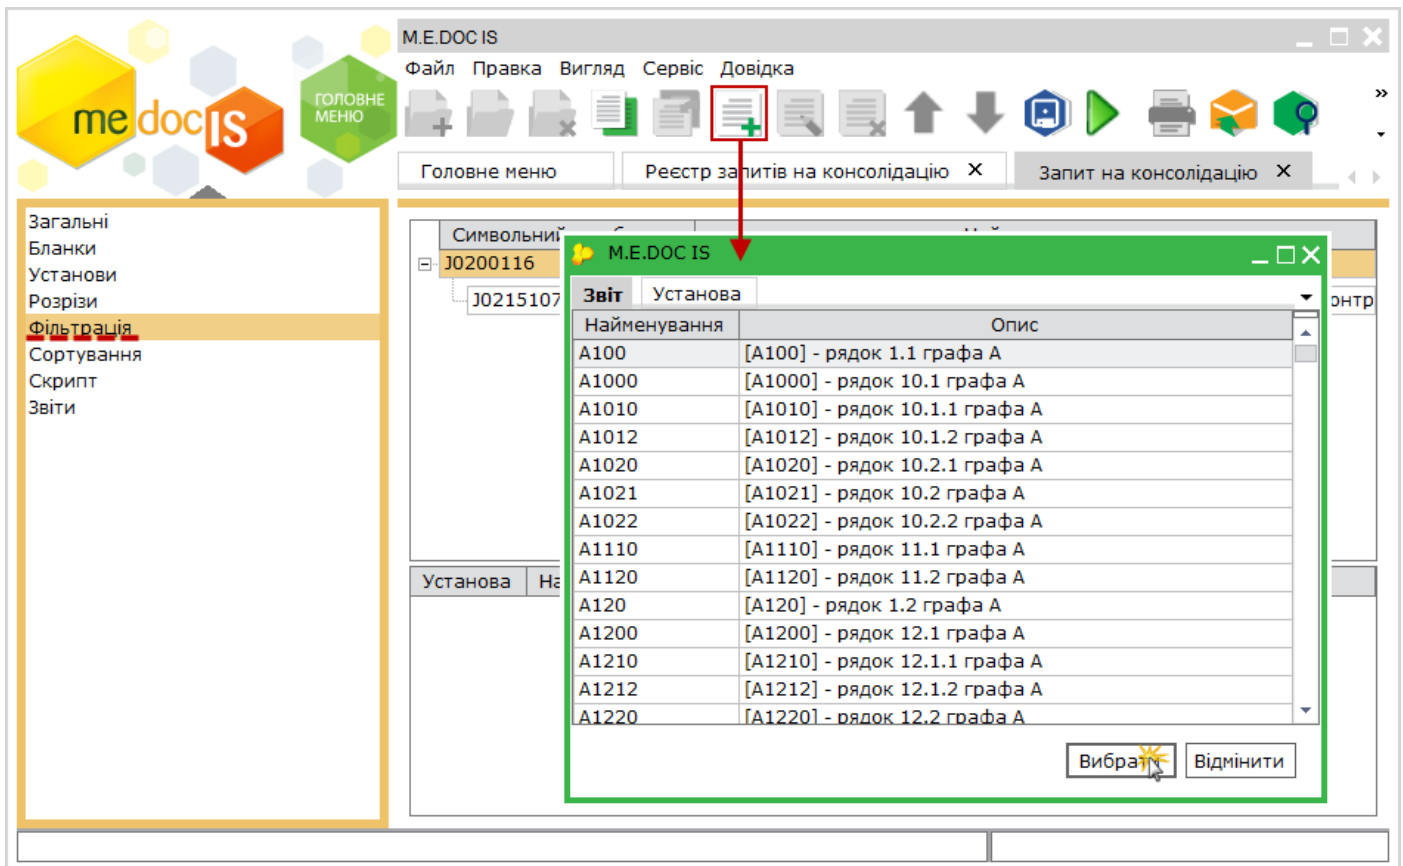 M.E.DOC IS
Файл Правка Вигляд Сервіс Довідка
me doc IS
ГОЛОВНЕ
МЕНЮ
Головне меню
Реєстр запитів на консолідацію X
Запит на консолідацію X
Загальні
Бланки
Установи
Розрізи
Фільтрація
Сортування
Скрипт
Звіти
J0200116
J0215107
Установа
M.E.DOC IS
Звіт Установа
Найменування Опис
A100 [A100] - рядок 1.1 графа А
A1000 [A1000] - рядок 10.1 графа А
A1010 [A1010] - рядок 10.1.1 графа А
A1012 [A1012] - рядок 10.1.2 графа А
A1020 [A1020] - рядок 10.2.1 графа А
A1021 [A1021] - рядок 10.2 графа А
A1022 [A1022] - рядок 10.2.2 графа А
A1110 [A1110] - рядок 11.1 графа А
A1120 [A1120] - рядок 11.2 графа А
A120 [A120] - рядок 1.2 графа А
A1200 [A1200] - рядок 12.1 графа А
A1210 [A1210] - рядок 12.1.1 графа А
A1212 [A1212] - рядок 12.1.2 графа А
A1220 [A1220] - рядок 12.2 графа А
Вибрати Відмінити